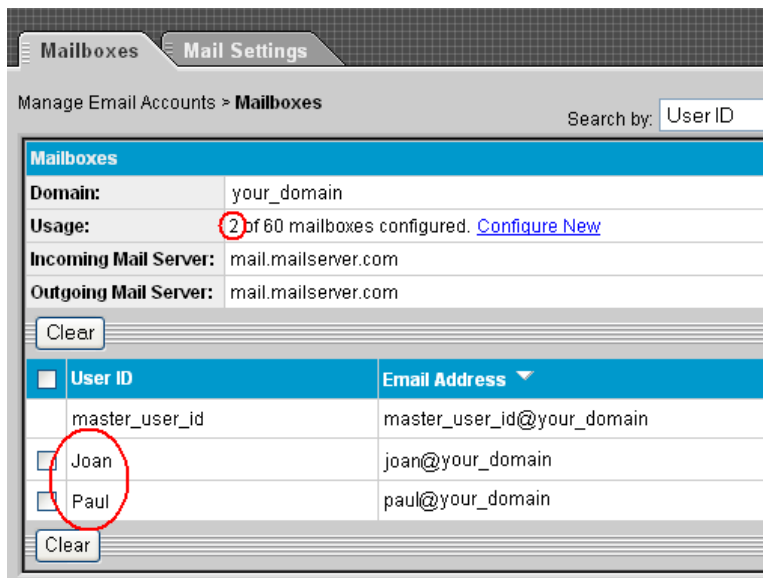 Mailboxes Mail Settings
Manage Email Accounts > Mailboxes
Search by: User ID
Mailboxes
Domain: your_domain
Usage: 2 of 60 mailboxes configured. Configure New
Incoming Mail Server: mail.mailserver.com
Outgoing Mail Server: mail.mailserver.com
Clear
User ID Email Address
master_user_id master_user_id@your_domain
Joan joan@your_domain
Paul paul@your_domain
Clear